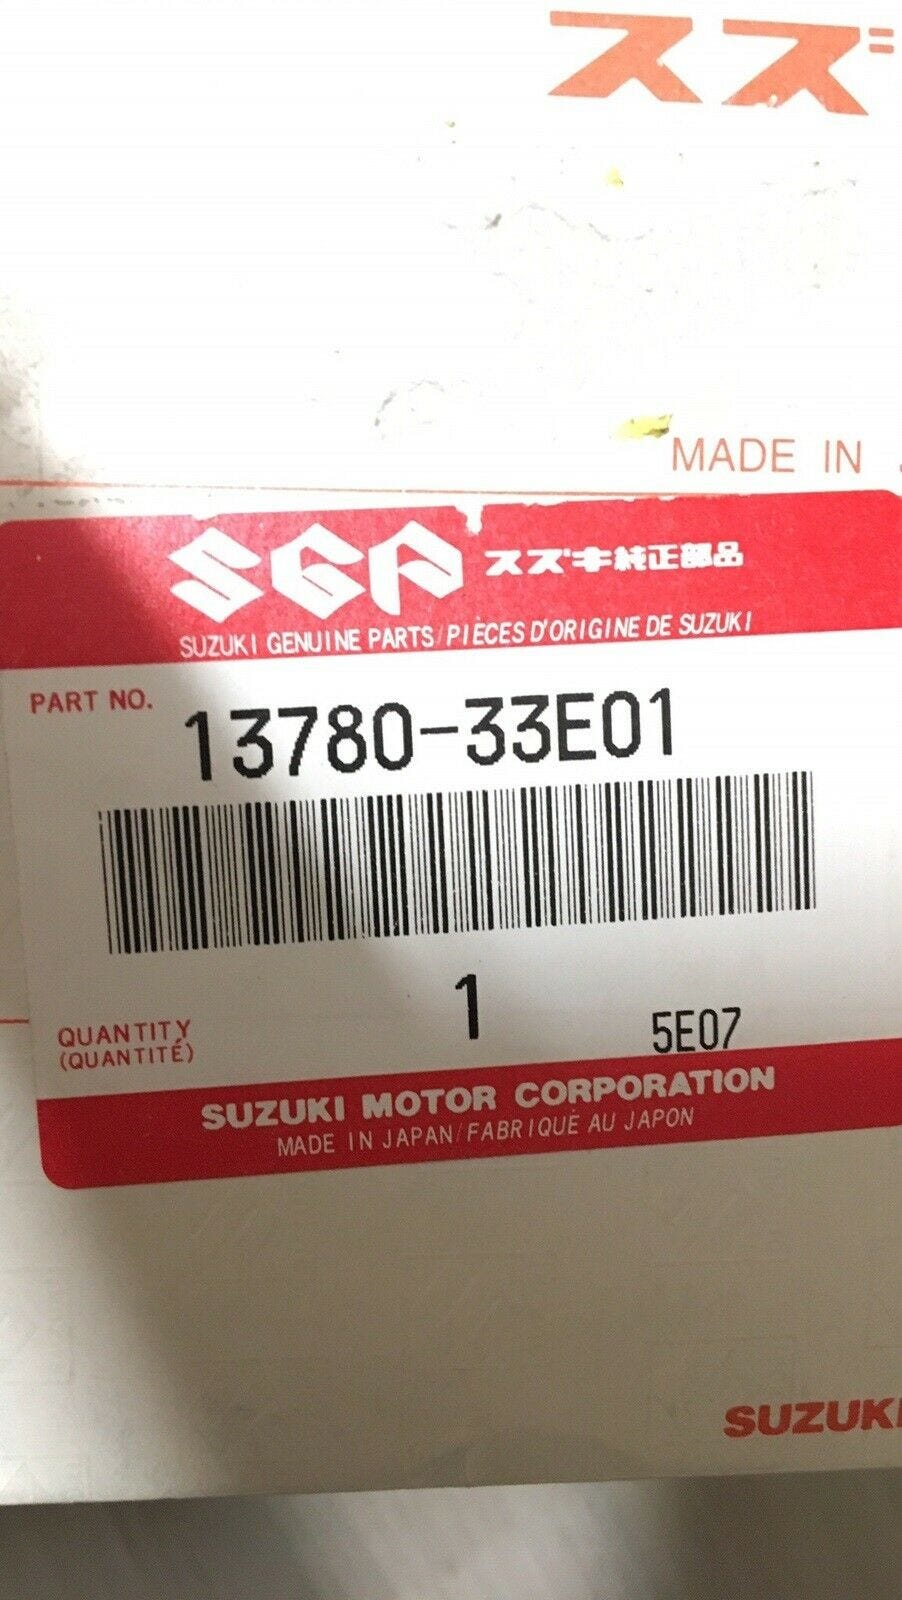 スズ
MADE IN
SGP スズキ純正部品
SUZUKI GENUINE PARTS/PIÈCES D'ORIGINE DE SUZUKI
PART NO. 13780-33E01
1
QUANTITY 5E07
(QUANTITÉ)
SUZUKI MOTOR CORPORATION
MADE IN JAPAN/FABRIQUÉ AU JAPON
SUZUKI